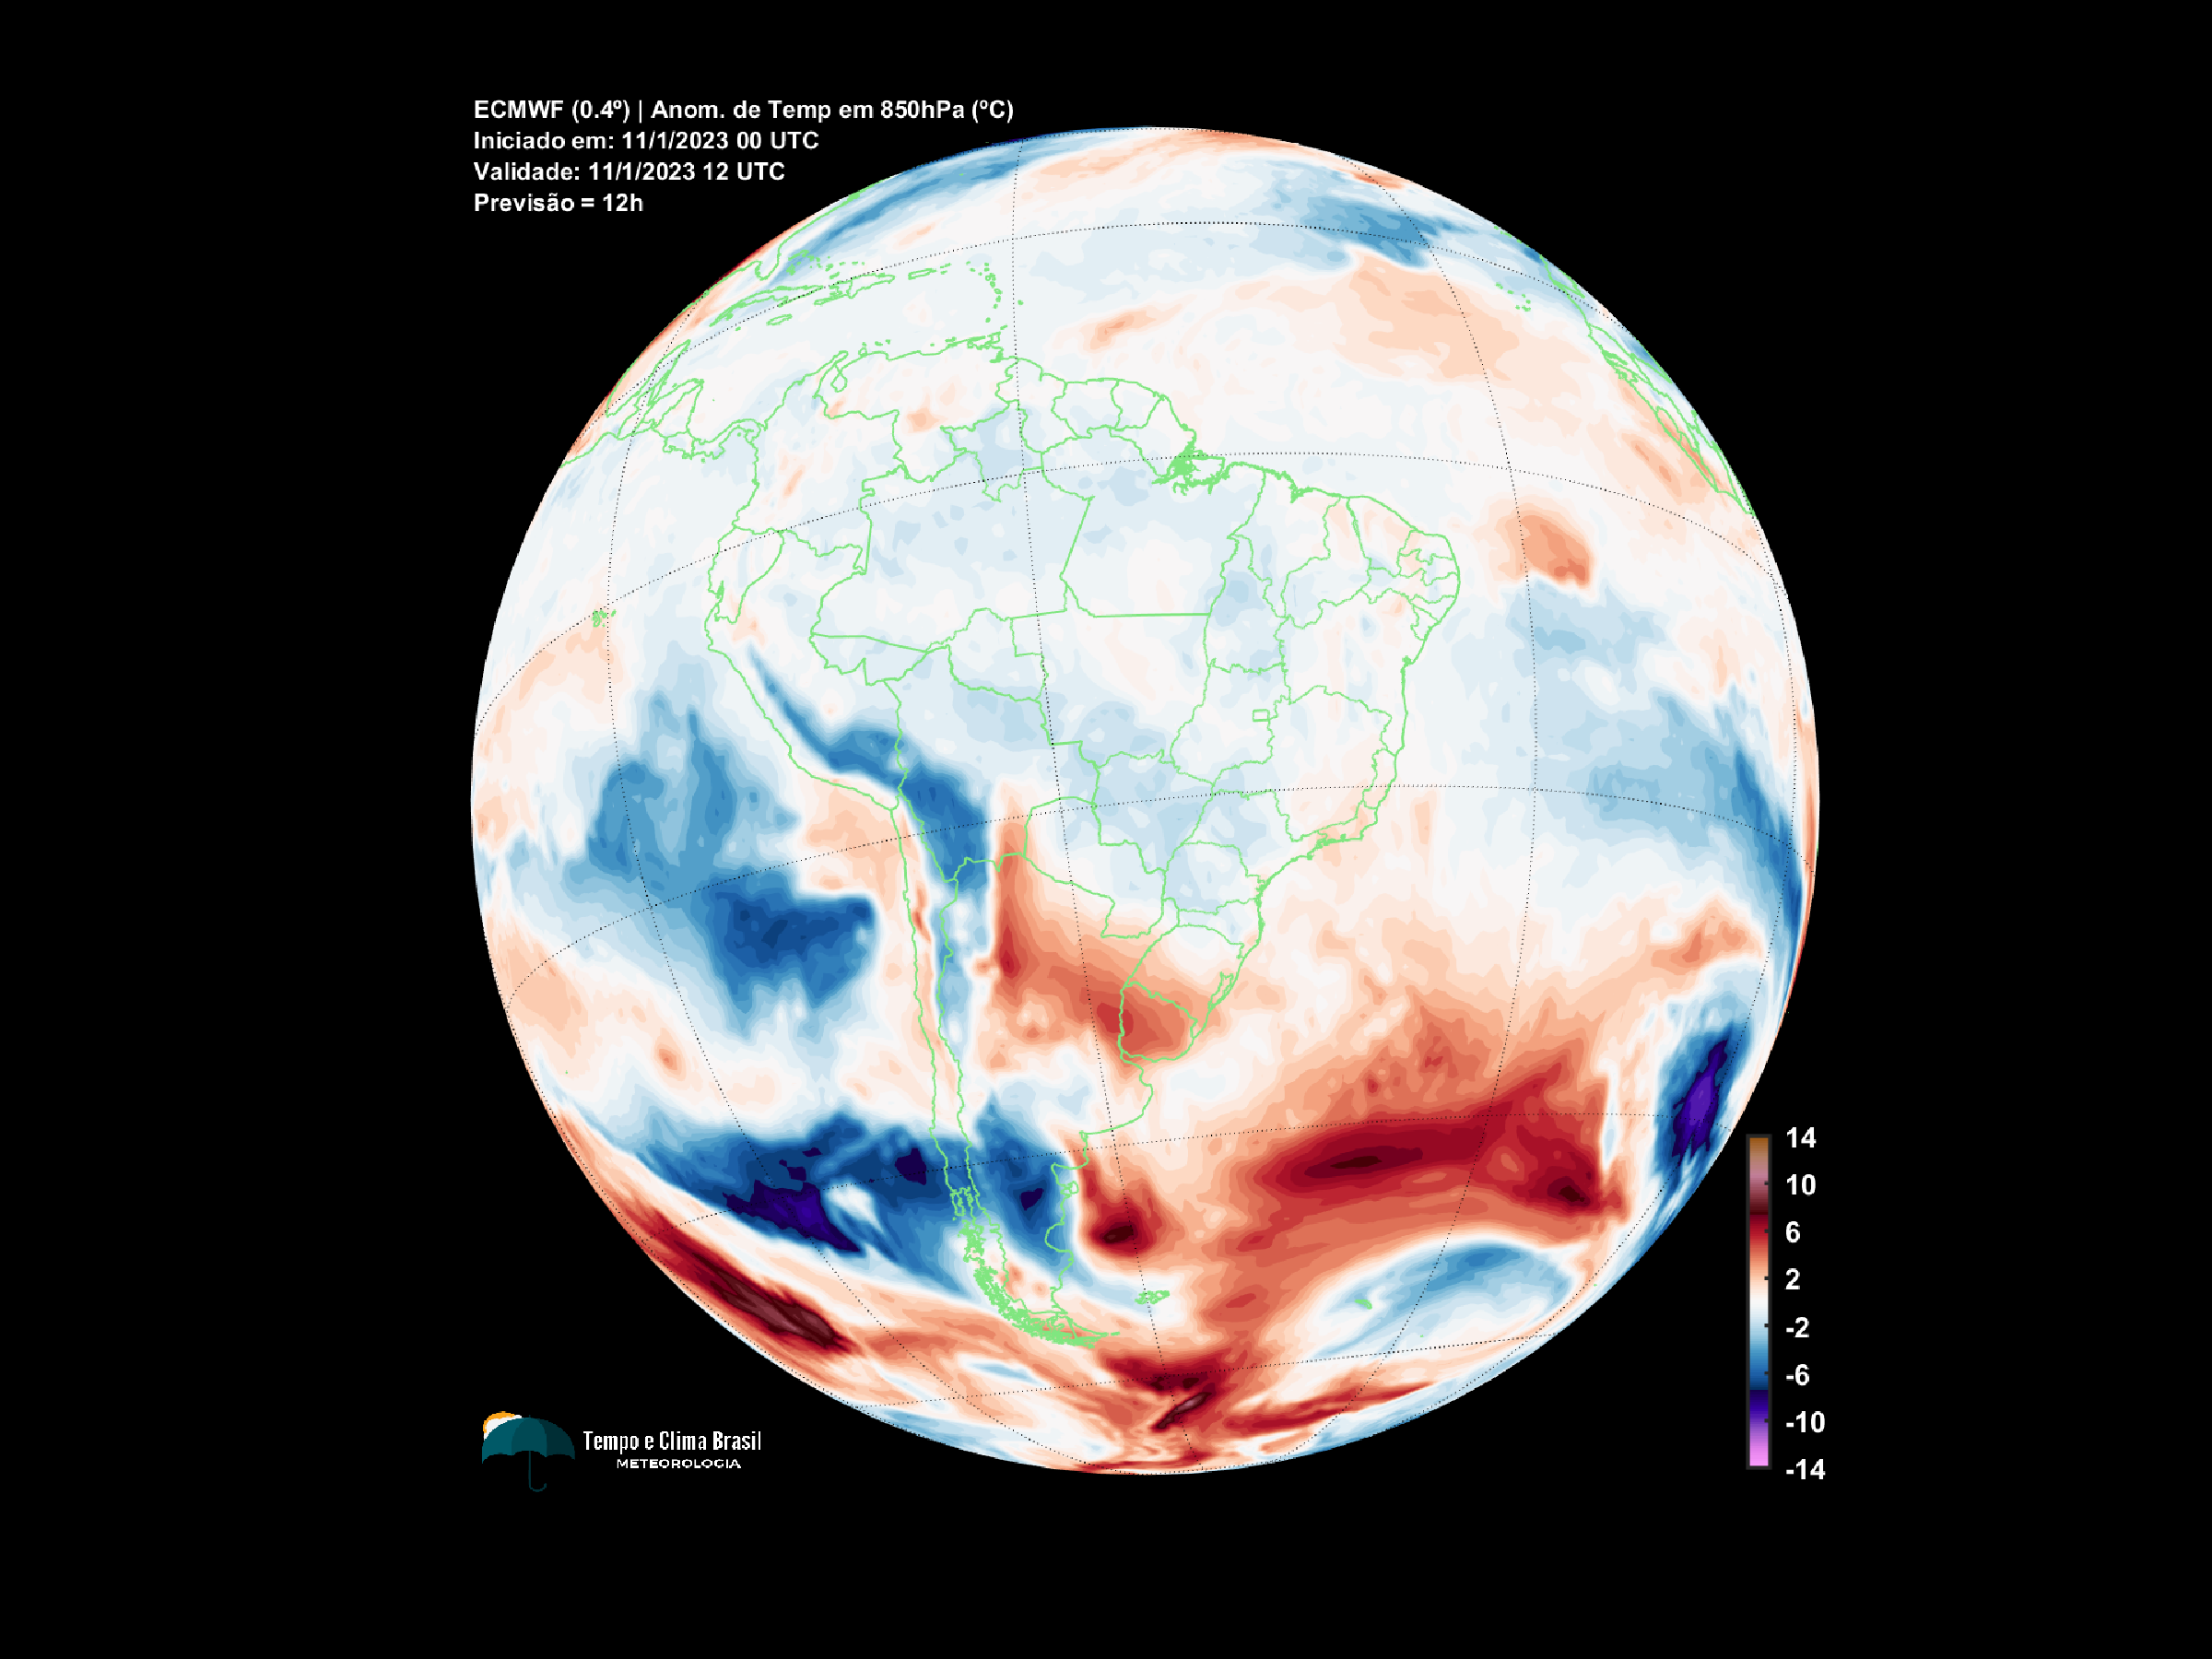 ECMWF (0.4º) | Anom. de Temp em 850hPa (ºC)
Iniciado em: 11/1/2023 00 UTC
Validade: 11/1/2023 12 UTC
Previsão = 12h
14
10
6
2
-2
-6
-10
-14
Tempo e Clima Brasil
METEOROLOGIA